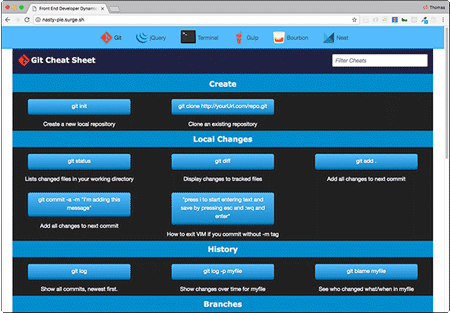 Front End Developer Dynamic
Thomas
nasty-pie.surge.sh
Git
jQuery
Terminal
Gulp
Bourbon
Neat
Git Cheat Sheet
Filter Cheats
Create
git init
git clone http://yourUrl.com/repo.git
Create a new local repository
Clone an existing repository
Local Changes
git status
git diff
git add .
Lists changed files in your working directory
Display changes to tracked files
Add all changes to next commit
git commit -a -m "I'm adding this
message"
"press i to start entering text and
save by pressing esc and :wq and
enter"
Add all changes to next commit
How to exit VIM if you commit without -m tag
History
git log
git log -p myfile
git blame myfile
Show all commits, newest first.
Show changes over time for myfile
See who changed what/when in myfile
Branches